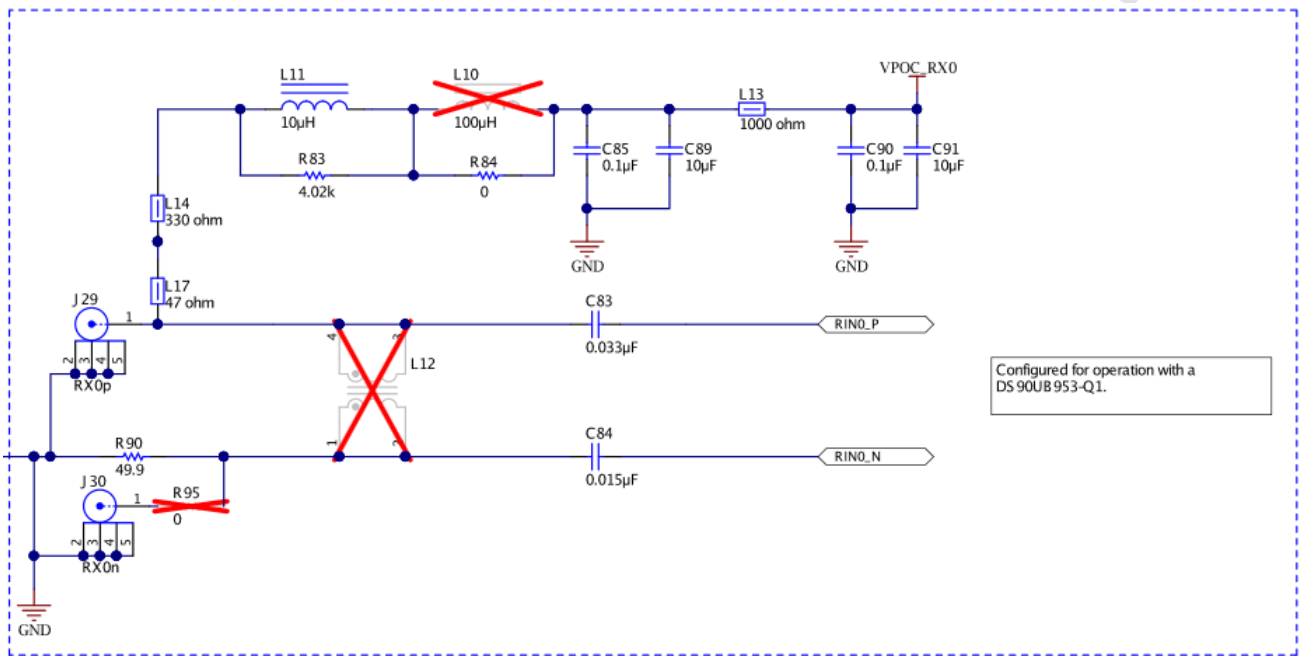 L11
L10
VPOC_RX0
L13
10µH
100µH
1000 ohm
R83
4.02k
R84
0
C85
0.1µF
C89
10µF
C90
0.1µF
C91
10µF
L14
330 ohm
GND
GND
L17
47 ohm
J29
1
2
3
4
5
RX0p
4
3
L12
1
2
C83
0.033µF
RIN0_P
Configured for operation with a
DS90UB953-Q1.
R90
49.9
C84
0.015µF
RIN0_N
J30
1
R95
0
2
3
4
5
RX0n
GND